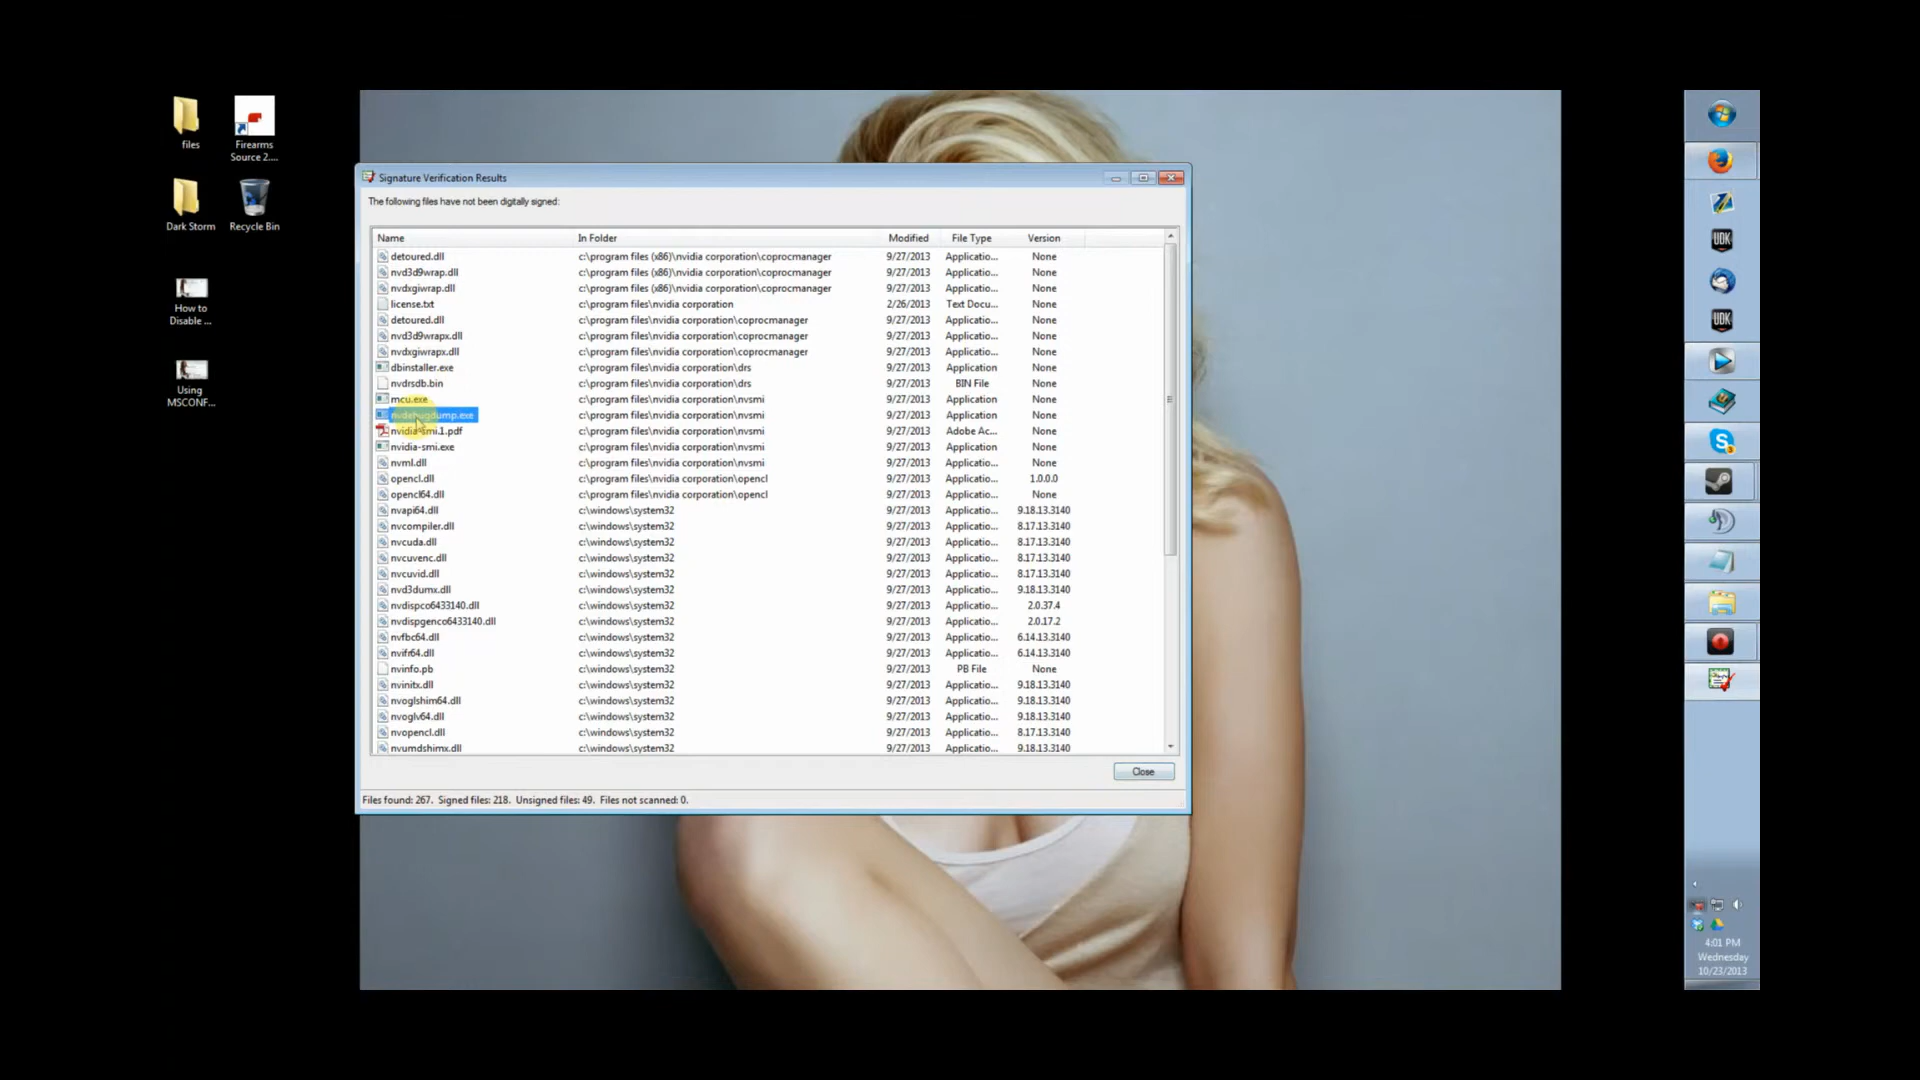 files
Firearms
Source 2....
Dark Storm
Recycle Bin
How to
Disable ...
Using
MSCONF...
Signature Verification Results
The following files have not been digitally signed:
Name In Folder Modified File Type Version
detoured.dll c:\program files (x86)\nvidia corporation\coprocmanager 9/27/2013 Applicatio... None
nvd3d9wrap.dll c:\program files (x86)\nvidia corporation\coprocmanager 9/27/2013 Applicatio... None
nvdxgiwrap.dll c:\program files (x86)\nvidia corporation\coprocmanager 9/27/2013 Applicatio... None
license.txt c:\program files\nvidia corporation 2/26/2013 Text Docu... None
detoured.dll c:\program files\nvidia corporation\coprocmanager 9/27/2013 Applicatio... None
nvd3d9wrapx.dll c:\program files\nvidia corporation\coprocmanager 9/27/2013 Applicatio... None
nvdxgiwrapx.dll c:\program files\nvidia corporation\coprocmanager 9/27/2013 Applicatio... None
dbinstaller.exe c:\program files\nvidia corporation\drs 9/27/2013 Application None
nvdrsdb.bin c:\program files\nvidia corporation\drs 9/27/2013 BIN File None
mcu.exe c:\program files\nvidia corporation\nvsmi 9/27/2013 Application None
nvdebugdump.exe c:\program files\nvidia corporation\nvsmi 9/27/2013 Application None
nvidia-smi.1.pdf c:\program files\nvidia corporation\nvsmi 9/27/2013 Adobe Ac... None
nvidia-smi.exe c:\program files\nvidia corporation\nvsmi 9/27/2013 Application None
nvml.dll c:\program files\nvidia corporation\nvsmi 9/27/2013 Applicatio... None
opencl.dll c:\program files\nvidia corporation\opencl 9/27/2013 Applicatio... 1.0.0.0
opencl64.dll c:\program files\nvidia corporation\opencl 9/27/2013 Applicatio... None
nvapi64.dll c:\windows\system32 9/27/2013 Applicatio... 9.18.13.3140
nvcompiler.dll c:\windows\system32 9/27/2013 Applicatio... 8.17.13.3140
nvcuda.dll c:\windows\system32 9/27/2013 Applicatio... 8.17.13.3140
nvcuvenc.dll c:\windows\system32 9/27/2013 Applicatio... 8.17.13.3140
nvcuvid.dll c:\windows\system32 9/27/2013 Applicatio... 8.17.13.3140
nvd3dumx.dll c:\windows\system32 9/27/2013 Applicatio... 9.18.13.3140
nvdispco6433140.dll c:\windows\system32 9/27/2013 Applicatio... 2.0.37.4
nvdispgenco6433140.dll c:\windows\system32 9/27/2013 Applicatio... 2.0.17.2
nvfbc64.dll c:\windows\system32 9/27/2013 Applicatio... 6.14.13.3140
nvifr64.dll c:\windows\system32 9/27/2013 Applicatio... 6.14.13.3140
nvinfo.pb c:\windows\system32 9/27/2013 PB File None
nvinitx.dll c:\windows\system32 9/27/2013 Applicatio... 9.18.13.3140
nvoglshim64.dll c:\windows\system32 9/27/2013 Applicatio... 9.18.13.3140
nvoglv64.dll c:\windows\system32 9/27/2013 Applicatio... 9.18.13.3140
nvopencl.dll c:\windows\system32 9/27/2013 Applicatio... 8.17.13.3140
nvumdshimx.dll c:\windows\system32 9/27/2013 Applicatio... 9.18.13.3140
Close
Files found: 267. Signed files: 218. Unsigned files: 49. Files not scanned: 0.
UDK
UDK
4:01 PM
Wednesday
10/23/2013